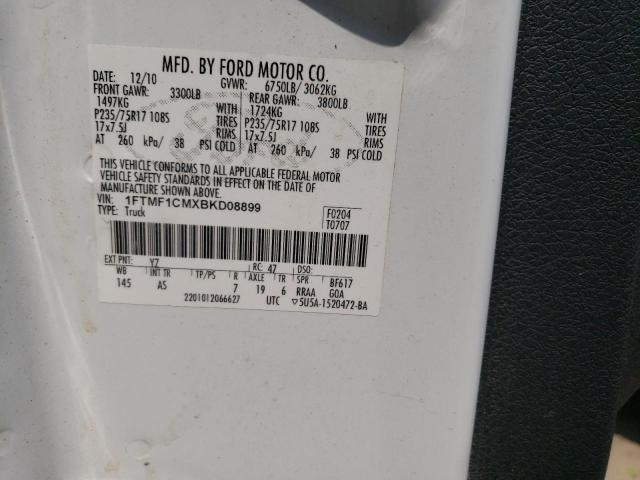 MFD. BY FORD MOTOR CO.
DATE: 12/10 GVWR: 6750LB/ 3062KG
FRONT GAWR: 3300LB REAR GAWR: 3800LB
1497KG WITH 1724KG WITH
P235/75R17 108S TIRES P235/75R17 108S TIRES
17x7.5J RIMS 17x7.5J RIMS
AT 260 kPa/ 38 PSI COLD AT 260 kPa/ 38 PSI COLD
THIS VEHICLE CONFORMS TO ALL APPLICABLE FEDERAL MOTOR
VEHICLE SAFETY STANDARDS IN EFFECT ON THE DATE OF
MANUFACTURE SHOWN ABOVE.
VIN: 1FTMF1CMXBKD08899 F0204
TYPE: Truck T0707
EXT PNT: YZ RC: 47 DSO:
WB INT TR TP/PS R AXLE TR SPR BF617
145 AS 7 19 6 RRAA GOA
2201012066627 UTC ▽5U5A-1520472-BA